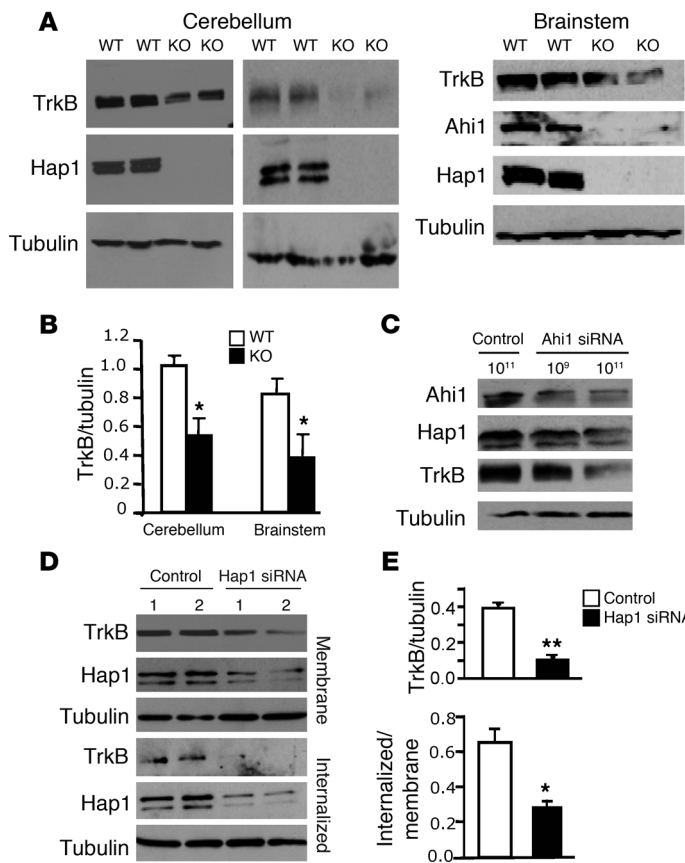 A
Cerebellum
Brainstem
WT WT KO KO
WT WT KO KO
WT WT KO KO
TrkB
Hap1
Tubulin
TrkB
Ahi1
Hap1
Tubulin
B
WT
KO
TrkB/tubulin
1.2
1.0
0.8
0.6
0.4
0.2
0
*
*
Cerebellum
Brainstem
C
Control Ahi1 siRNA
10¹¹ 10⁹ 10¹¹
Ahi1
Hap1
TrkB
Tubulin
D
Control Hap1 siRNA
1 2 1 2
TrkB
Hap1
Tubulin
Membrane
TrkB
Hap1
Tubulin
Internalized
E
Control
Hap1 siRNA
TrkB/tubulin
0.4
0.2
0.0
**
Internalized/
membrane
0.8
0.6
0.4
0.2
0.0
*